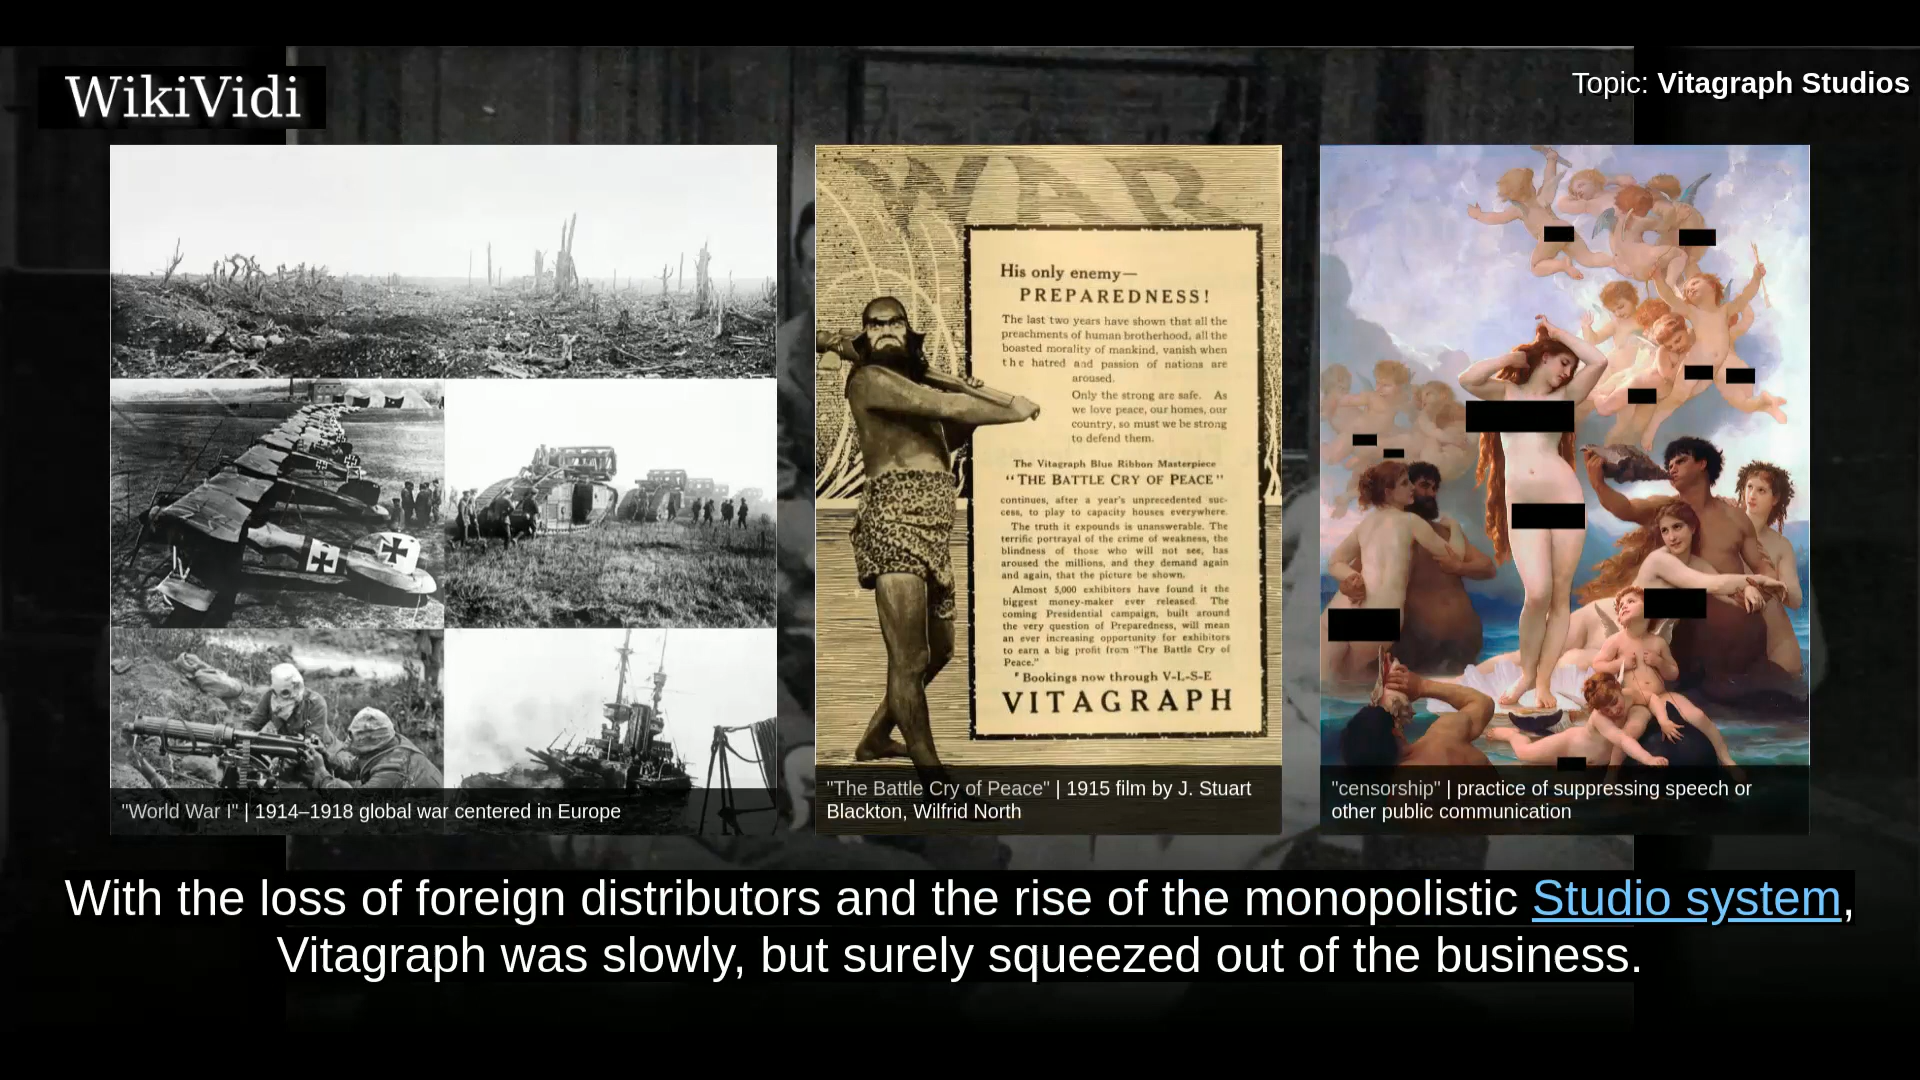 WikiVidi
Topic: Vitagraph Studios
WAR
His only enemy—
PREPAREDNESS!
The last two years have shown that all the
preachments of human brotherhood, all the
boasted morality of mankind, vanish when
the hatred and passion of nations are
aroused.
Only the strong are safe. As
we love peace, our homes, our
country, so must we be strong
to defend them.
The Vitagraph Blue Ribbon Masterpiece
"THE BATTLE CRY OF PEACE"
continues, after a year's unprecedented suc-
cess, to play to capacity houses everywhere.
The truth it expounds is unanswerable. The
terrific portrayal of the crime of weakness, the
blindness of those who will not see, has
aroused the millions, and they demand again
and again, that the picture be shown.
Almost 5,000 exhibitors have found it the
biggest money-maker ever released. The
coming Presidential campaign, built around
the very question of Preparedness, will mean
an ever increasing opportunity for exhibitors
to earn a big profit from "The Battle Cry of
Peace."
Bookings now through V-L-S-E
VITAGRAPH
"World War I" | 1914–1918 global war centered in Europe
"The Battle Cry of Peace" | 1915 film by J. Stuart
Blackton, Wilfrid North
"censorship" | practice of suppressing speech or
other public communication
With the loss of foreign distributors and the rise of the monopolistic Studio system,
Vitagraph was slowly, but surely squeezed out of the business.